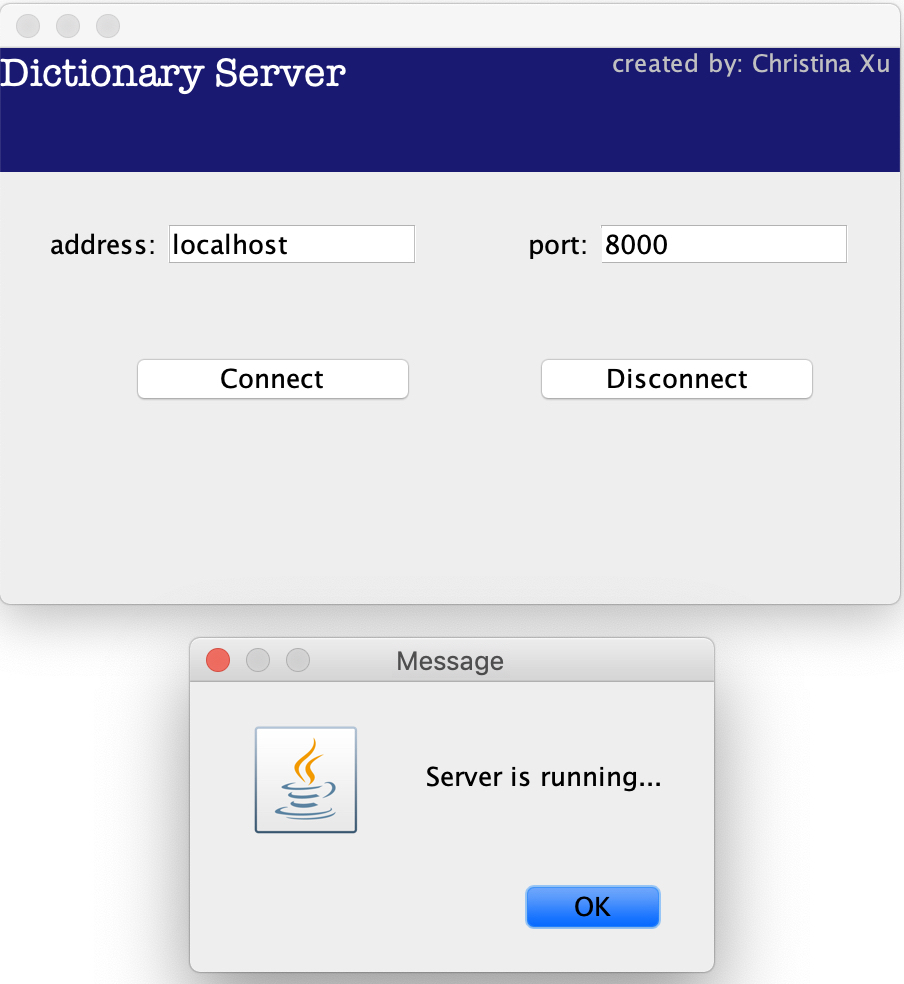 Dictionary Server
created by: Christina Xu
address: localhost
port: 8000
Connect
Disconnect
Message
Server is running...
OK